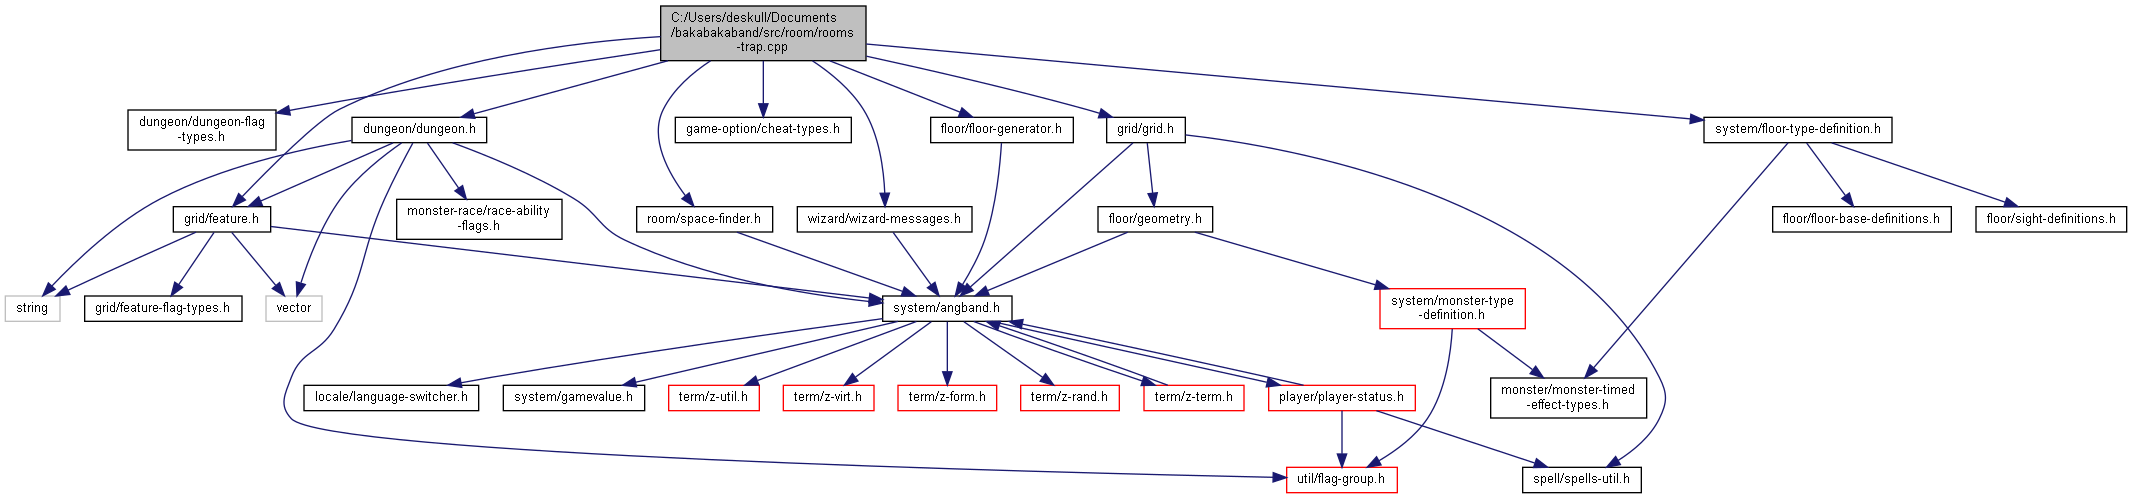 C:/Users/deskull/Documents
/bakabakaband/src/room/rooms
-trap.cpp
dungeon/dungeon-flag
-types.h
dungeon/dungeon.h
game-option/cheat-types.h
floor/floor-generator.h
grid/grid.h
system/floor-type-definition.h
grid/feature.h
monster-race/race-ability
-flags.h
room/space-finder.h
wizard/wizard-messages.h
floor/geometry.h
floor/floor-base-definitions.h
floor/sight-definitions.h
string
grid/feature-flag-types.h
vector
system/angband.h
system/monster-type
-definition.h
locale/language-switcher.h
system/gamevalue.h
term/z-util.h
term/z-virt.h
term/z-form.h
term/z-rand.h
term/z-term.h
player/player-status.h
monster/monster-timed
-effect-types.h
util/flag-group.h
spell/spells-util.h